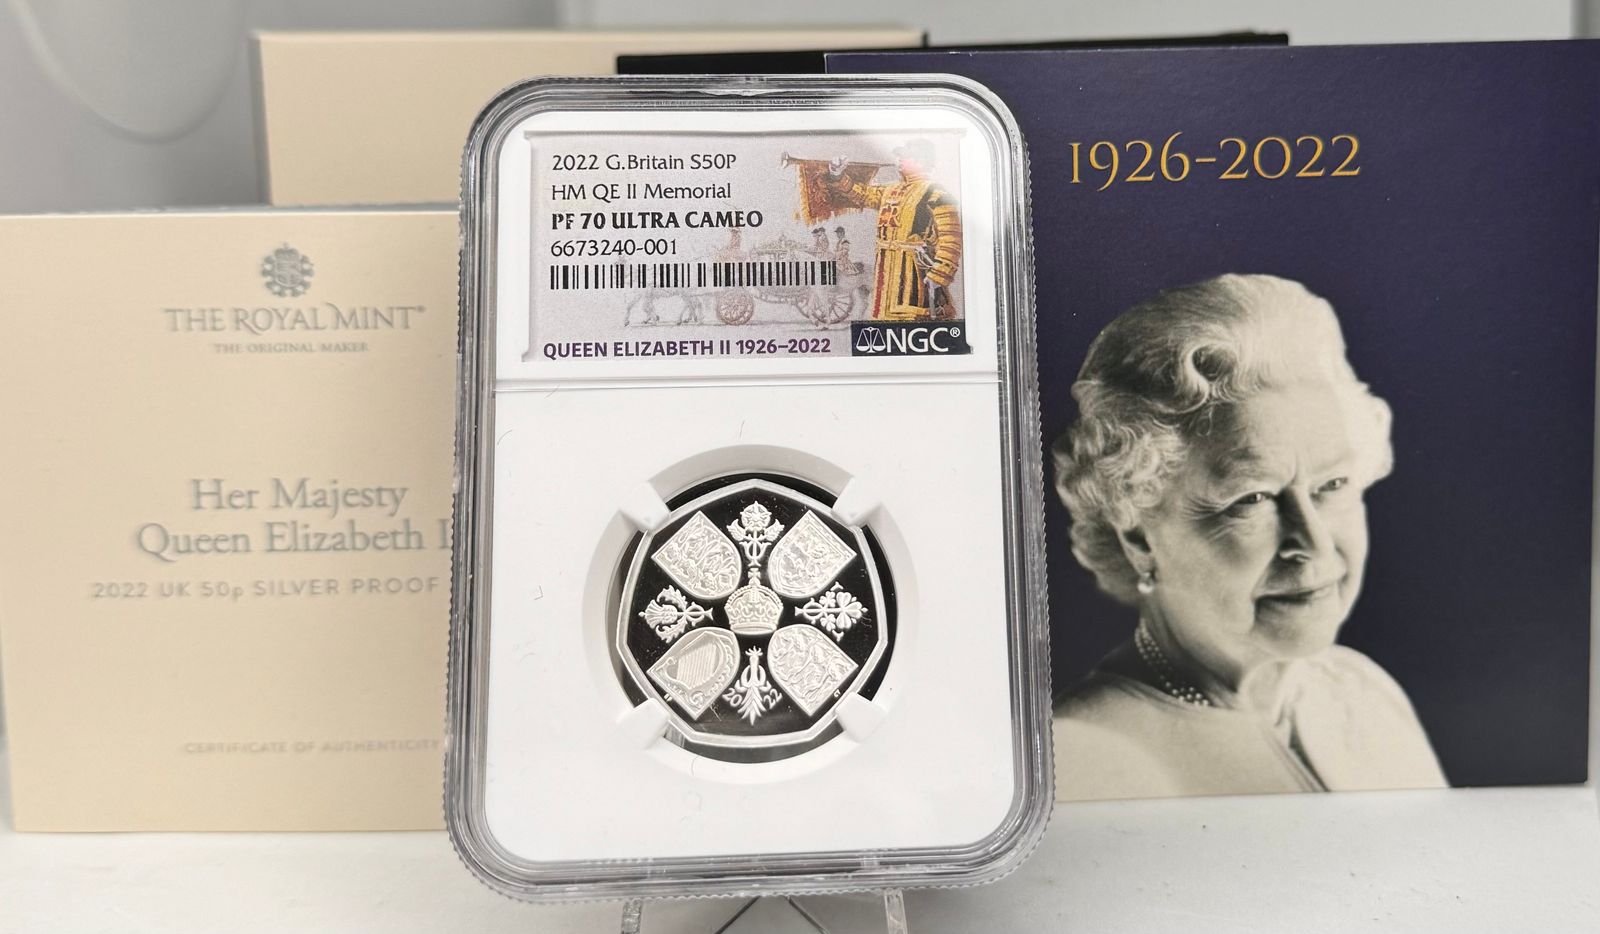 THE ROYAL MINT®
THE ORIGINAL MAKER
Her Majesty
Queen Elizabeth
2022 UK 50p SILVER PROOF
CERTIFICATE OF AUTHENTICITY
2022 G.Britain S50P
HM QE II Memorial
PF 70 ULTRA CAMEO
6673240-001
QUEEN ELIZABETH II 1926-2022
NGC®
2022
1926-2022